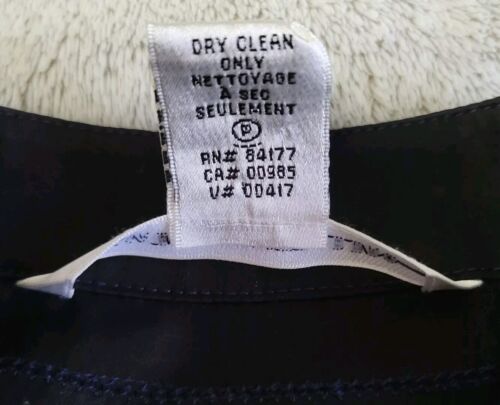 DRY CLEAN
ONLY
NETTOYAGE
À SEC
SEULEMENT
P
RN# 84177
CA# 00985
V# 00417